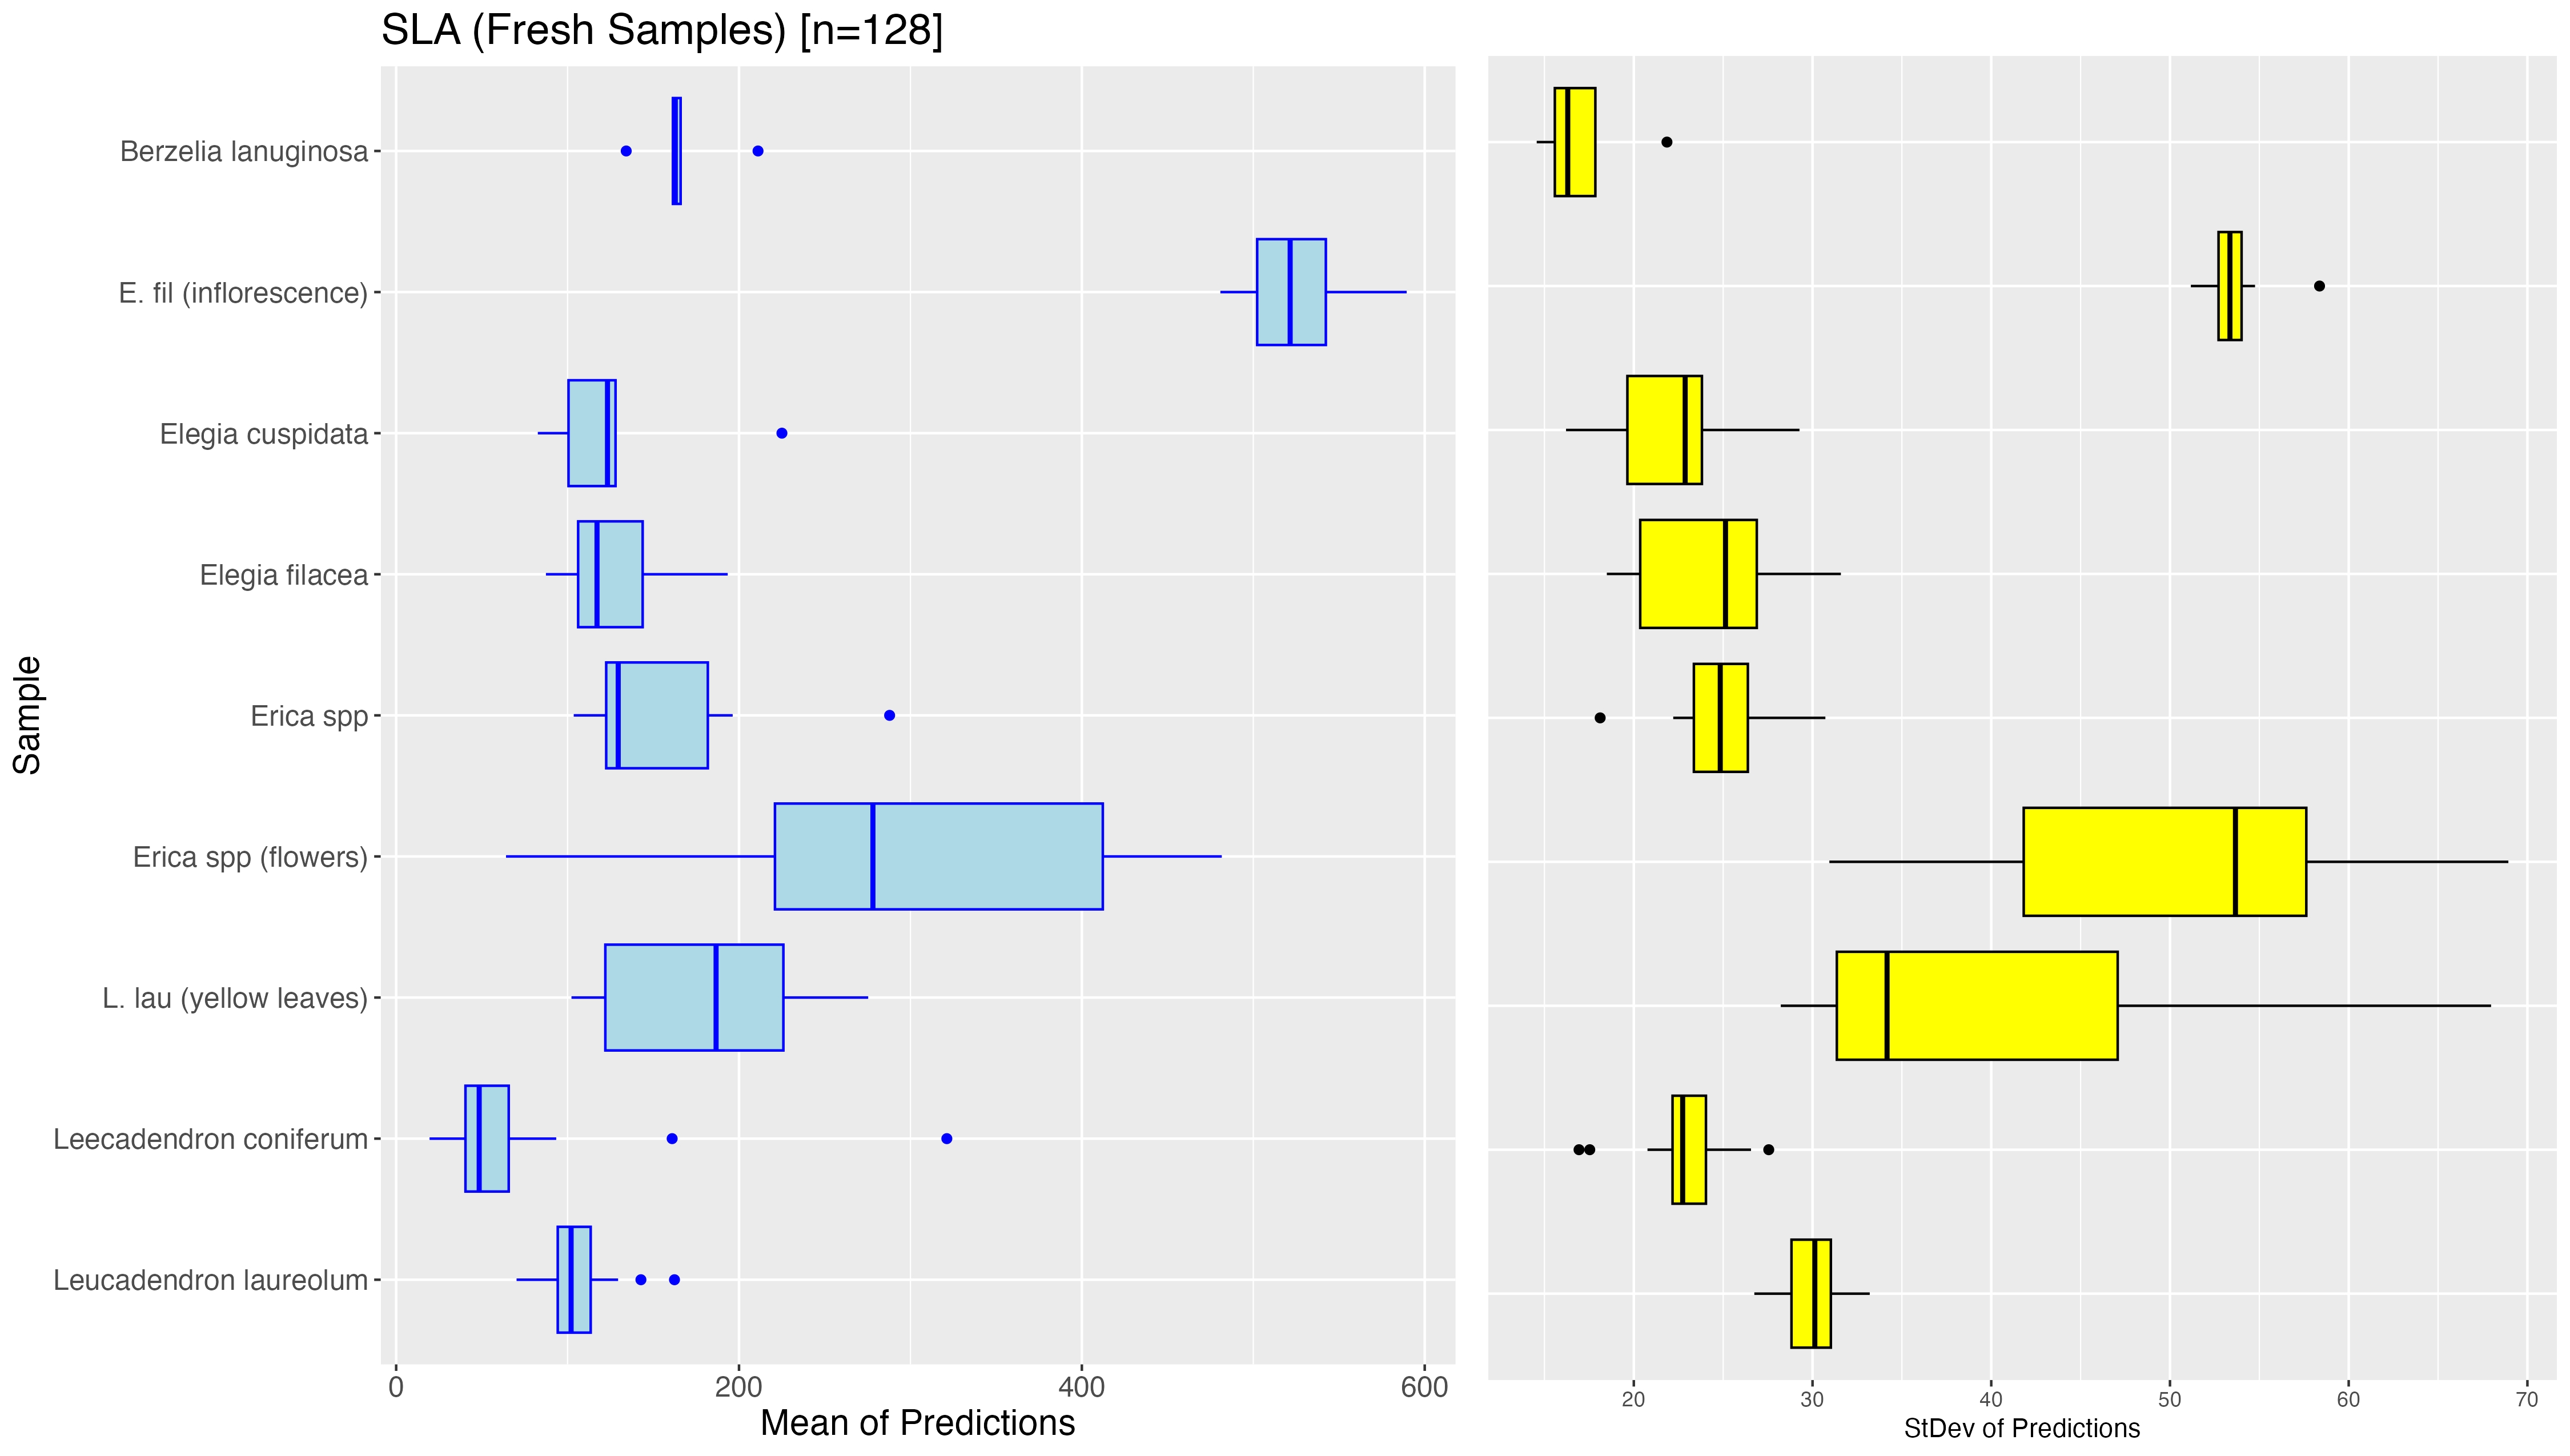 SLA (Fresh Samples) [n=128]
Sample
Berzelia lanuginosa
E. fil (inflorescence)
Elegia cuspidata
Elegia filacea
Erica spp
Erica spp (flowers)
L. lau (yellow leaves)
Leecadendron coniferum
Leucadendron laureolum
0 200 400 600
Mean of Predictions
20 30 40 50 60 70
StDev of Predictions